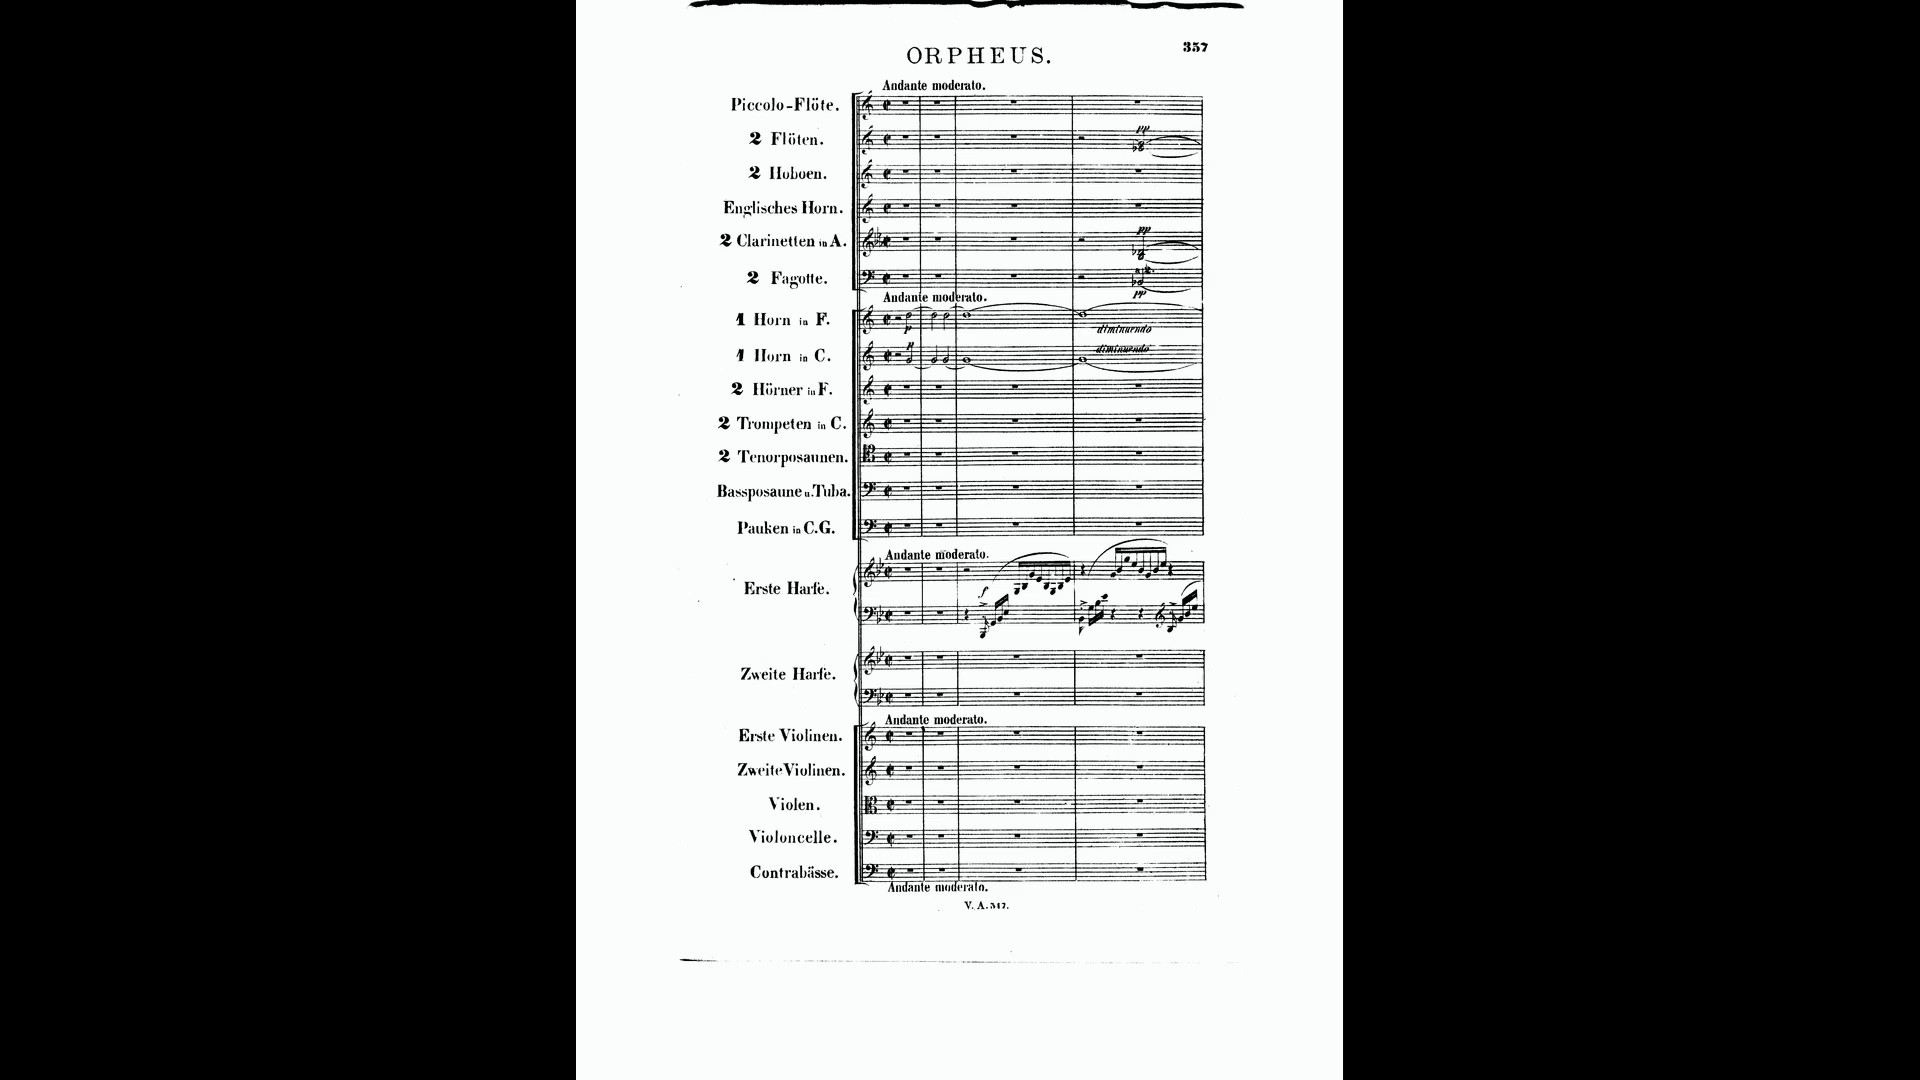 357
ORPHEUS.
Andante moderato.
Piccolo-Flöte.
pp
2 Flöten.
2 Hoboen.
Englisches Horn.
pp
2 Clarinetten in A.
2 Fagotte.
pp
Andante moderato.
1 Horn in F.
p
diminuendo
p
diminuendo
1 Horn in C.
2 Hörner in F.
2 Trompeten in C.
2 Tenorposaunen.
Bassposaune u. Tuba.
Pauken in C.G.
Andante moderato.
Erste Harfe.
f
Zweite Harfe.
Andante moderato.
Erste Violinen.
Zweite Violinen.
Violen.
Violoncelle.
Contrabässe.
Andante moderato.
V. A. 547.